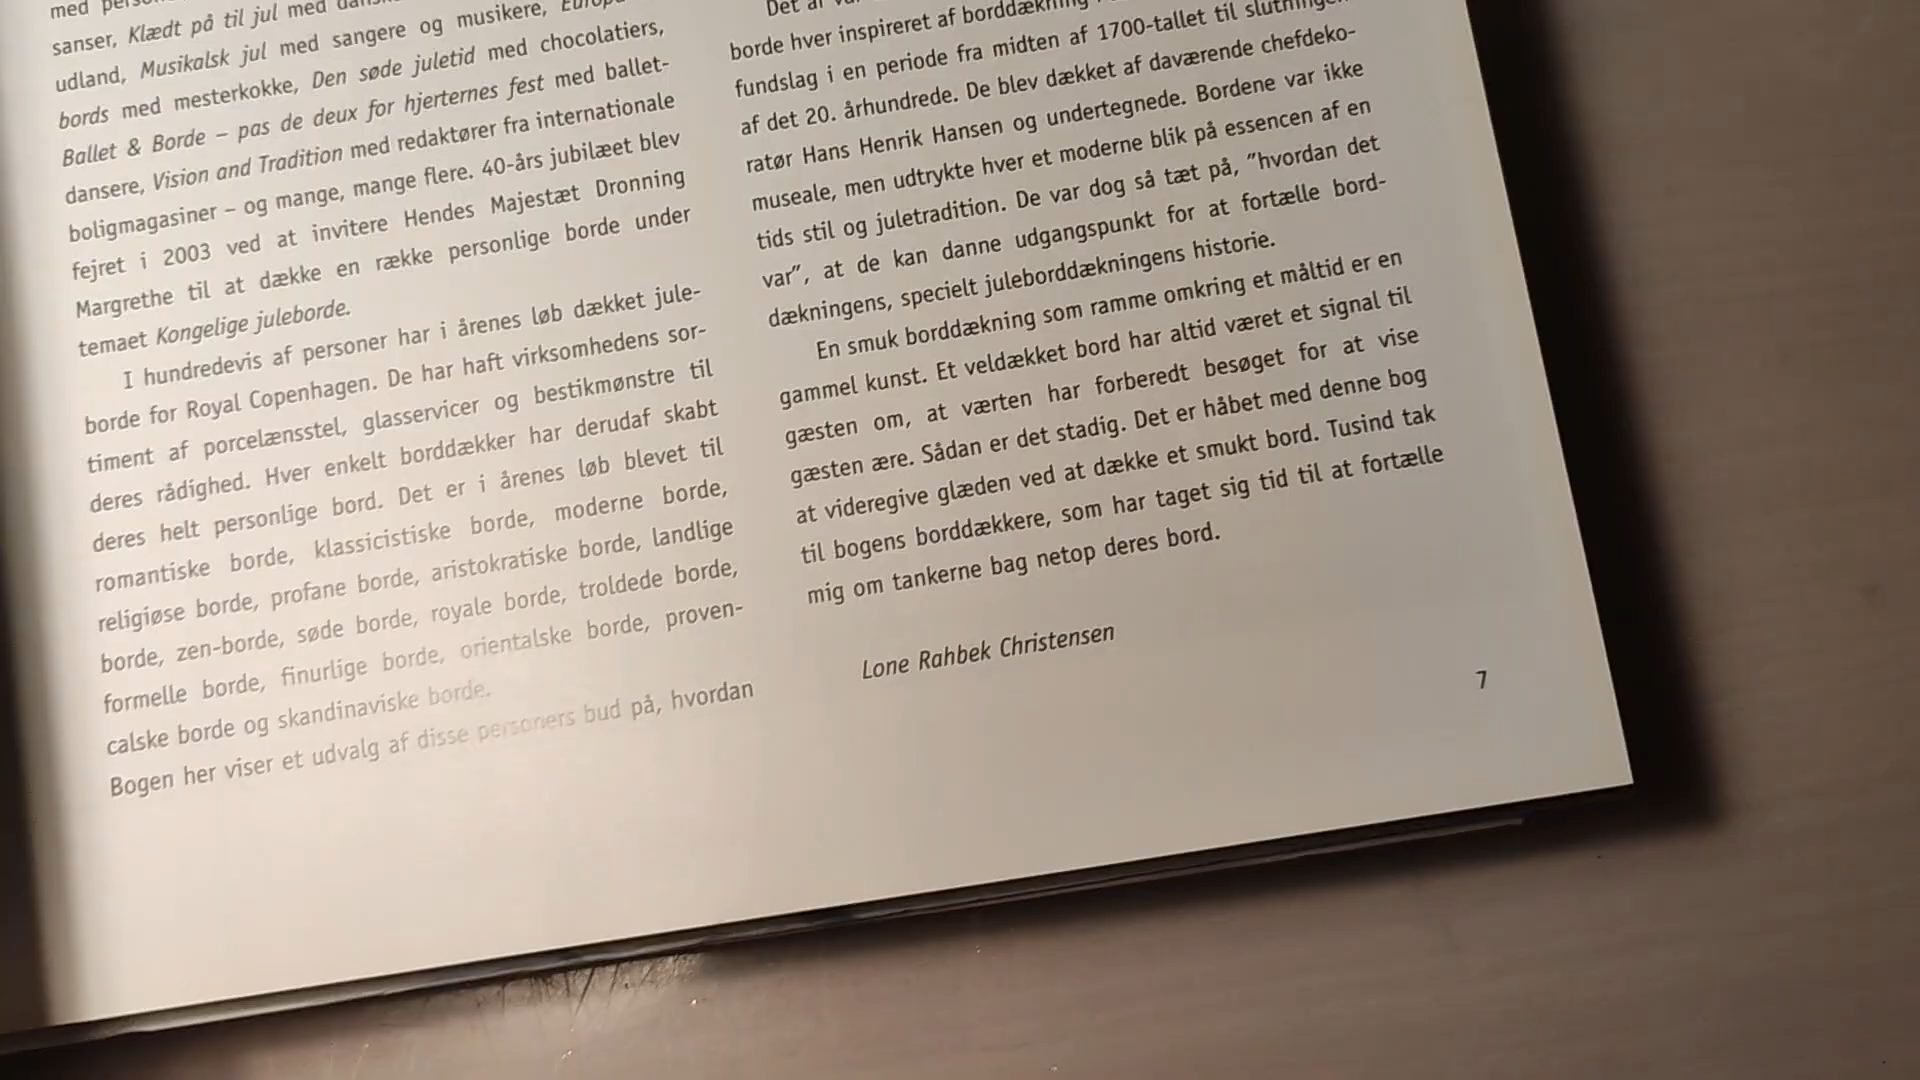 med
sanser, Klædt på til jul med
udland, Musikalsk jul med sangere og musikere,
bords med mesterkokke, Den søde juletid med chocolatiers,
Ballet & Borde – pas de deux for hjerternes fest med ballet-
dansere, Vision and Tradition med redaktører fra internationale
boligmagasiner – og mange, mange flere. 40-års jubilæet blev
fejret i 2003 ved at invitere Hendes Majestæt Dronning
Margrethe til at dække en række personlige borde under
temaet Kongelige juleborde.
I hundredevis af personer har i årenes løb dækket jule-
borde for Royal Copenhagen. De har haft virksomhedens sor-
timent af porcelænsstel, glasservicer og bestikmønstre til
deres rådighed. Hver enkelt borddækker har derudaf skabt
deres helt personlige bord. Det er i årenes løb blevet til
romantiske borde, klassicistiske borde, moderne borde,
religiøse borde, profane borde, aristokratiske borde, landlige
borde, zen-borde, søde borde, royale borde, troldede borde,
formelle borde, finurlige borde, orientalske borde, proven-
calske borde og skandinaviske borde.
Bogen her viser et udvalg af disse personers bud på, hvordan
Det
borde hver inspireret af borddækning
fundslag i en periode fra midten af 1700-tallet til slutningen
af det 20. århundrede. De blev dækket af daværende chefdeko-
ratør Hans Henrik Hansen og undertegnede. Bordene var ikke
museale, men udtrykte hver et moderne blik på essencen af en
tids stil og juletradition. De var dog så tæt på, ”hvordan det
var”, at de kan danne udgangspunkt for at fortælle bord-
dækningens, specielt juleborddækningens historie.
En smuk borddækning som ramme omkring et måltid er en
gammel kunst. Et veldækket bord har altid været et signal til
gæsten om, at værten har forberedt besøget for at vise
gæsten ære. Sådan er det stadig. Det er håbet med denne bog
at videregive glæden ved at dække et smukt bord. Tusind tak
til bogens borddækkere, som har taget sig tid til at fortælle
mig om tankerne bag netop deres bord.
Lone Rahbek Christensen
7